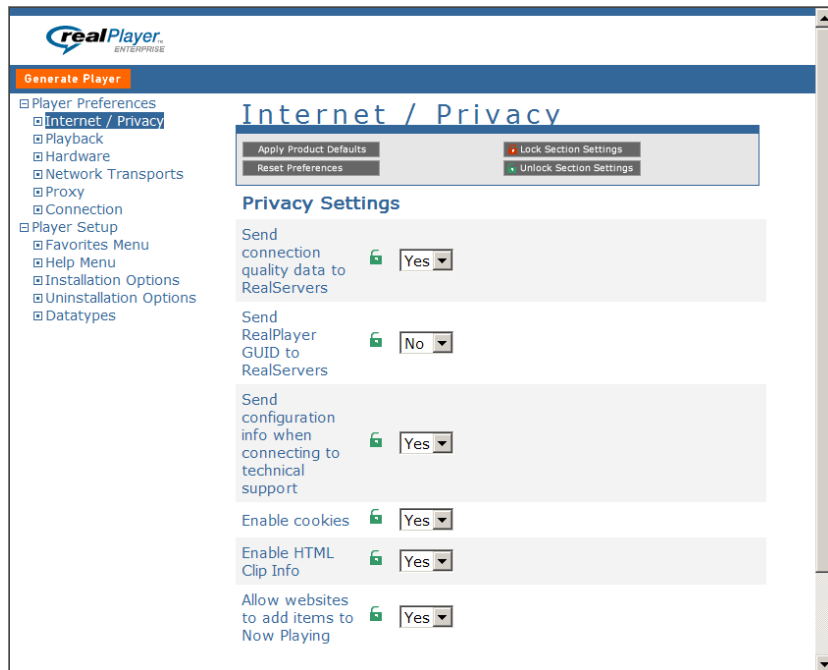 realPlayer.
ENTERPRISE
Generate Player
Player Preferences
Internet / Privacy
Playback
Hardware
Network Transports
Proxy
Connection
Player Setup
Favorites Menu
Help Menu
Installation Options
Uninstallation Options
Datatypes
Internet / Privacy
Apply Product Defaults
Lock Section Settings
Reset Preferences
Unlock Section Settings
Privacy Settings
Send
connection
quality data to
RealServers
Yes
Send
RealPlayer
GUID to
RealServers
No
Send
configuration
info when
connecting to
technical
support
Yes
Enable cookies
Yes
Enable HTML
Clip Info
Yes
Allow websites
to add items to
Now Playing
Yes